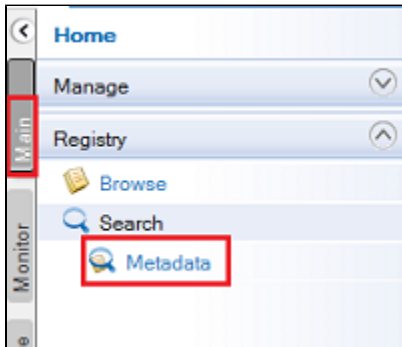 Home
Manage
Registry
Browse
Search
Metadata
Main
Monitor